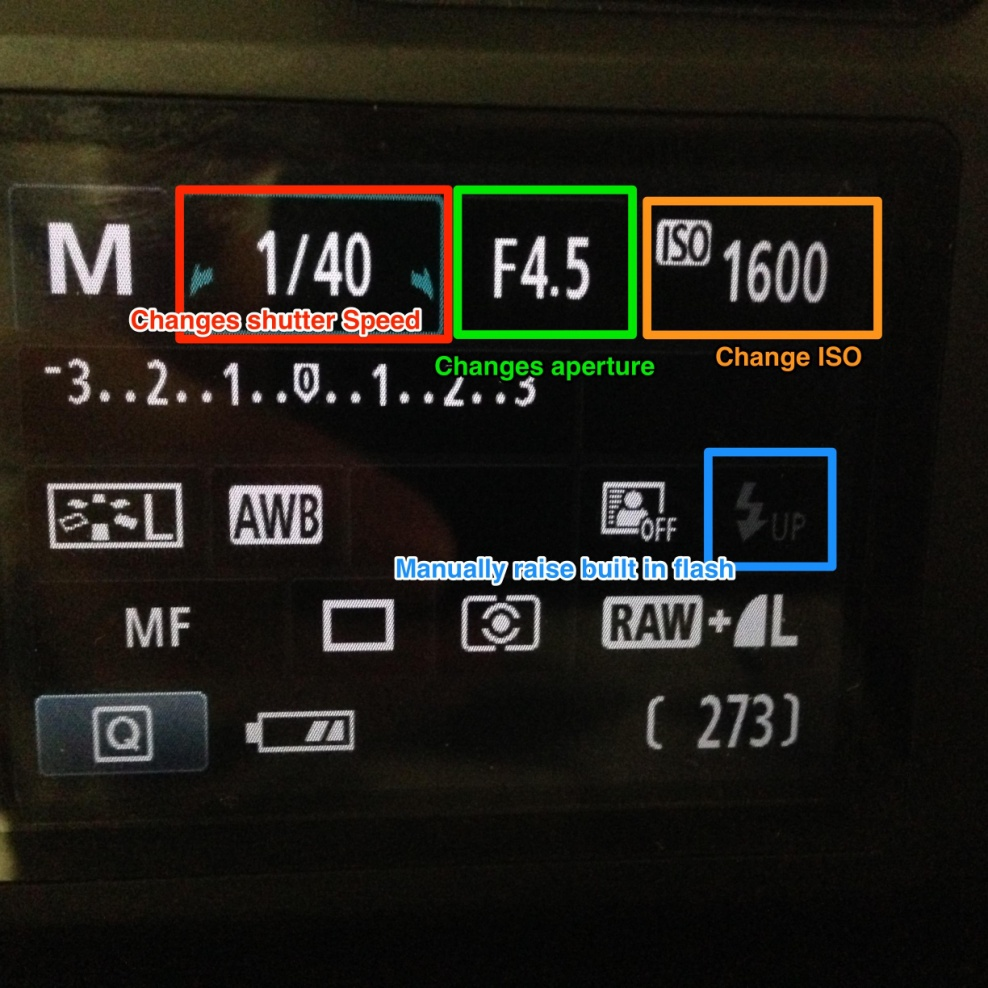 M 1/40 F4.5 ISO 1600
Changes shutter Speed
Changes aperture
Change ISO
-3..2..1..0..1..2..3
L AWB OFF UP
Manually raise built in flash
MF RAW+L
Q ( 273)